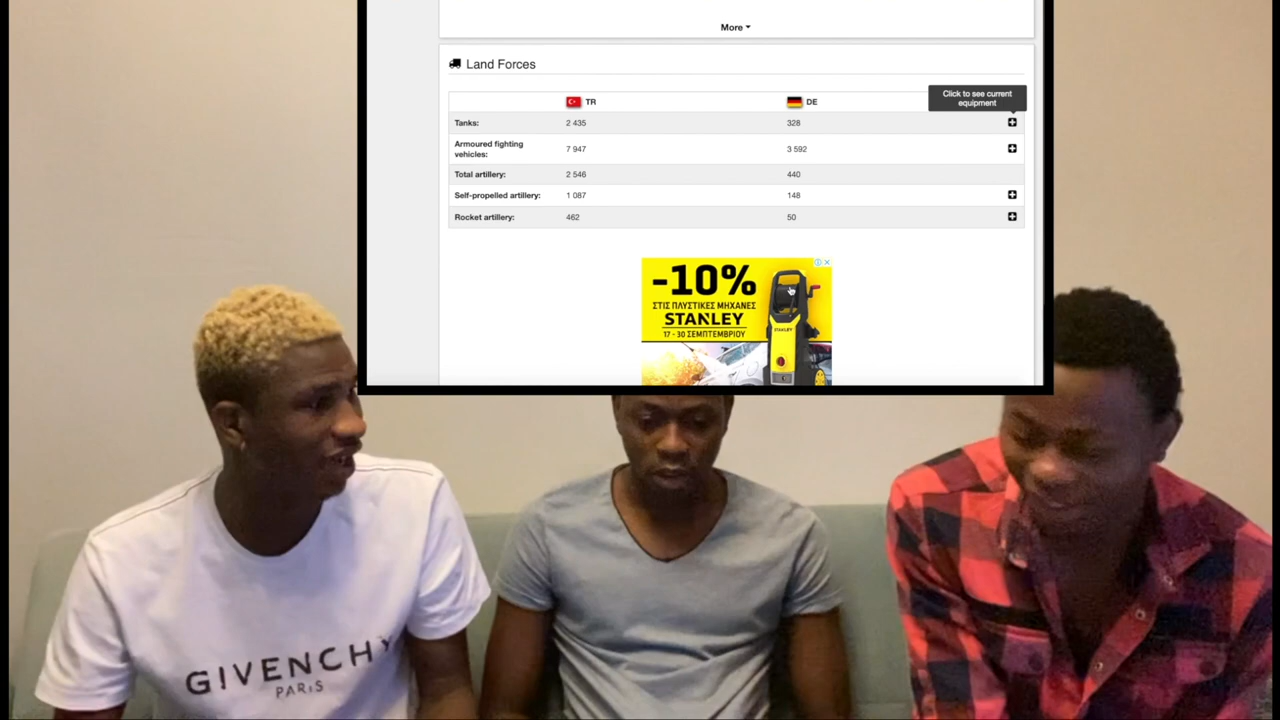 More
Land Forces
TR DE
Click to see current
equipment
Tanks: 2 435 328
Armoured fighting
vehicles: 7 947 3 592
Total artillery: 2 546 440
Self-propelled artillery: 1 087 148
Rocket artillery: 462 50
-10%
ΣΤΙΣ ΠΛΥΣΤΙΚΕΣ ΜΗΧΑΝΕΣ
STANLEY
17 - 30 ΣΕΠΤΕΜΒΡΙΟΥ
STANLEY
GIVENCHY
PARIS